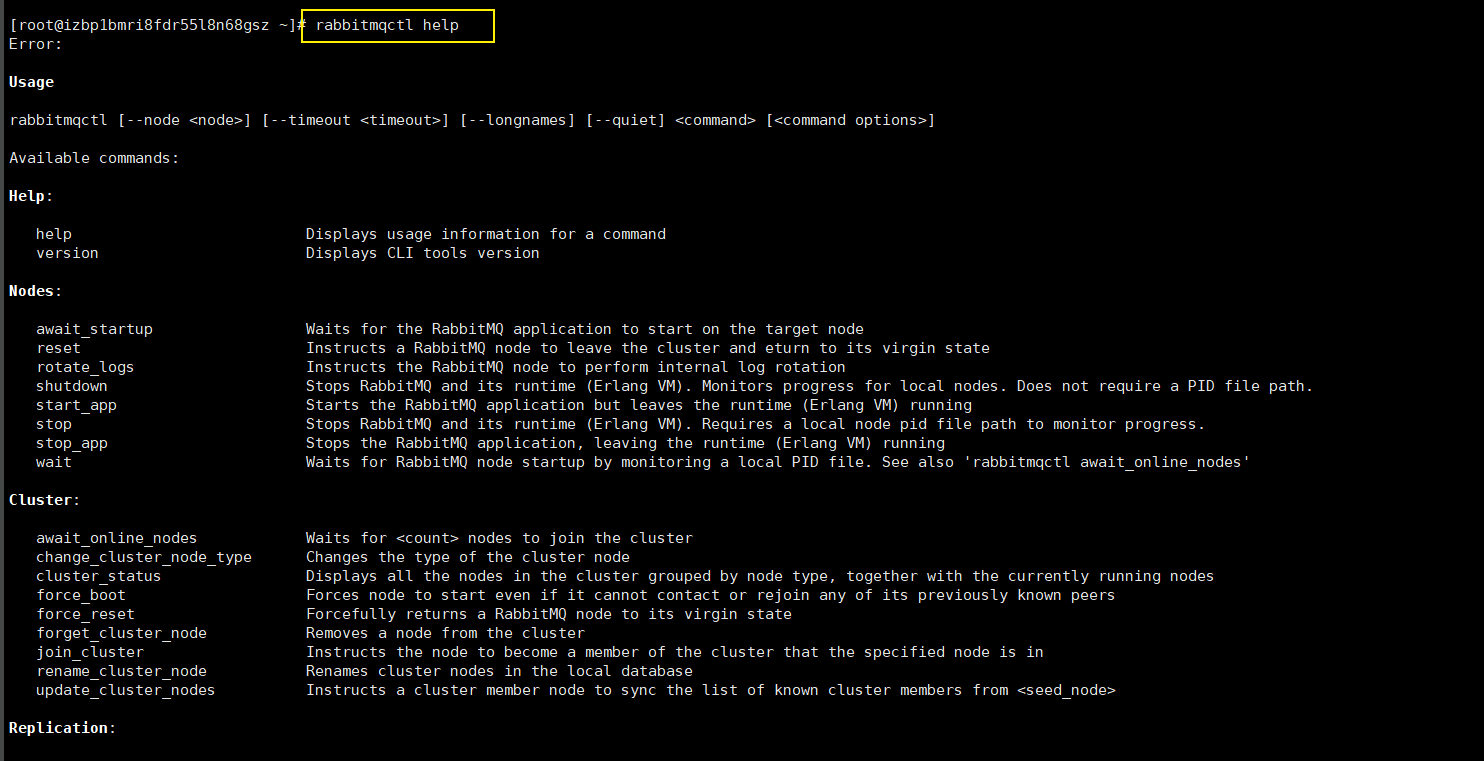 [root@izbp1bmri8fdr55l8n68gsz ~]# rabbitmqctl help
Error:
Usage
rabbitmqctl [--node <node>] [--timeout <timeout>] [--longnames] [--quiet] <command> [<command options>]
Available commands:
Help:
help Displays usage information for a command
version Displays CLI tools version
Nodes:
await_startup Waits for the RabbitMQ application to start on the target node
reset Instructs a RabbitMQ node to leave the cluster and eturn to its virgin state
rotate_logs Instructs the RabbitMQ node to perform internal log rotation
shutdown Stops RabbitMQ and its runtime (Erlang VM). Monitors progress for local nodes. Does not require a PID file path.
start_app Starts the RabbitMQ application but leaves the runtime (Erlang VM) running
stop Stops RabbitMQ and its runtime (Erlang VM). Requires a local node pid file path to monitor progress.
stop_app Stops the RabbitMQ application, leaving the runtime (Erlang VM) running
wait Waits for RabbitMQ node startup by monitoring a local PID file. See also 'rabbitmqctl await_online_nodes'
Cluster:
await_online_nodes Waits for <count> nodes to join the cluster
change_cluster_node_type Changes the type of the cluster node
cluster_status Displays all the nodes in the cluster grouped by node type, together with the currently running nodes
force_boot Forces node to start even if it cannot contact or rejoin any of its previously known peers
force_reset Forcefully returns a RabbitMQ node to its virgin state
forget_cluster_node Removes a node from the cluster
join_cluster Instructs the node to become a member of the cluster that the specified node is in
rename_cluster_node Renames cluster nodes in the local database
update_cluster_nodes Instructs a cluster member node to sync the list of known cluster members from <seed_node>
Replication: